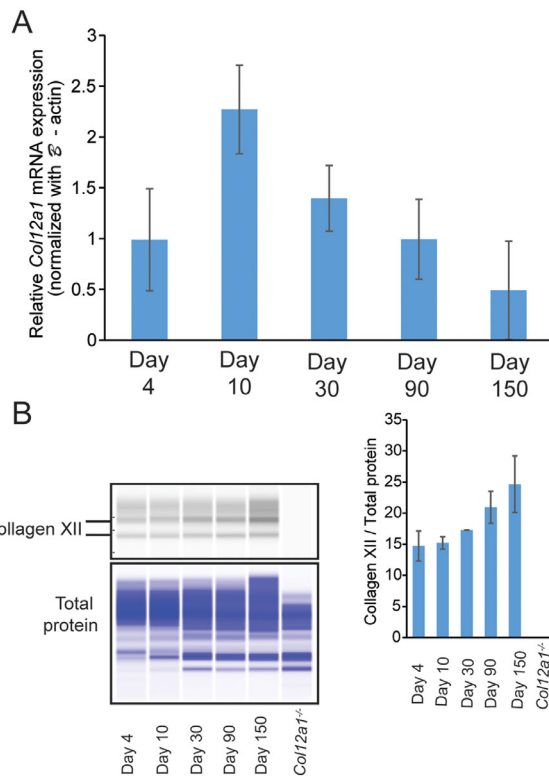 A
Relative Col12a1 mRNA expression
(normalized with ℬ - actin)
3
2.5
2
1.5
1
0.5
0
Day
4
Day
10
Day
30
Day
90
Day
150
B
ollagen XII
Total
protein
Day 4
Day 10
Day 30
Day 90
Day 150
Col12a1-/-
Collagen XII / Total protein
35
30
25
20
15
10
5
0
Day 4
Day 10
Day 30
Day 90
Day 150
Col12a1-/-